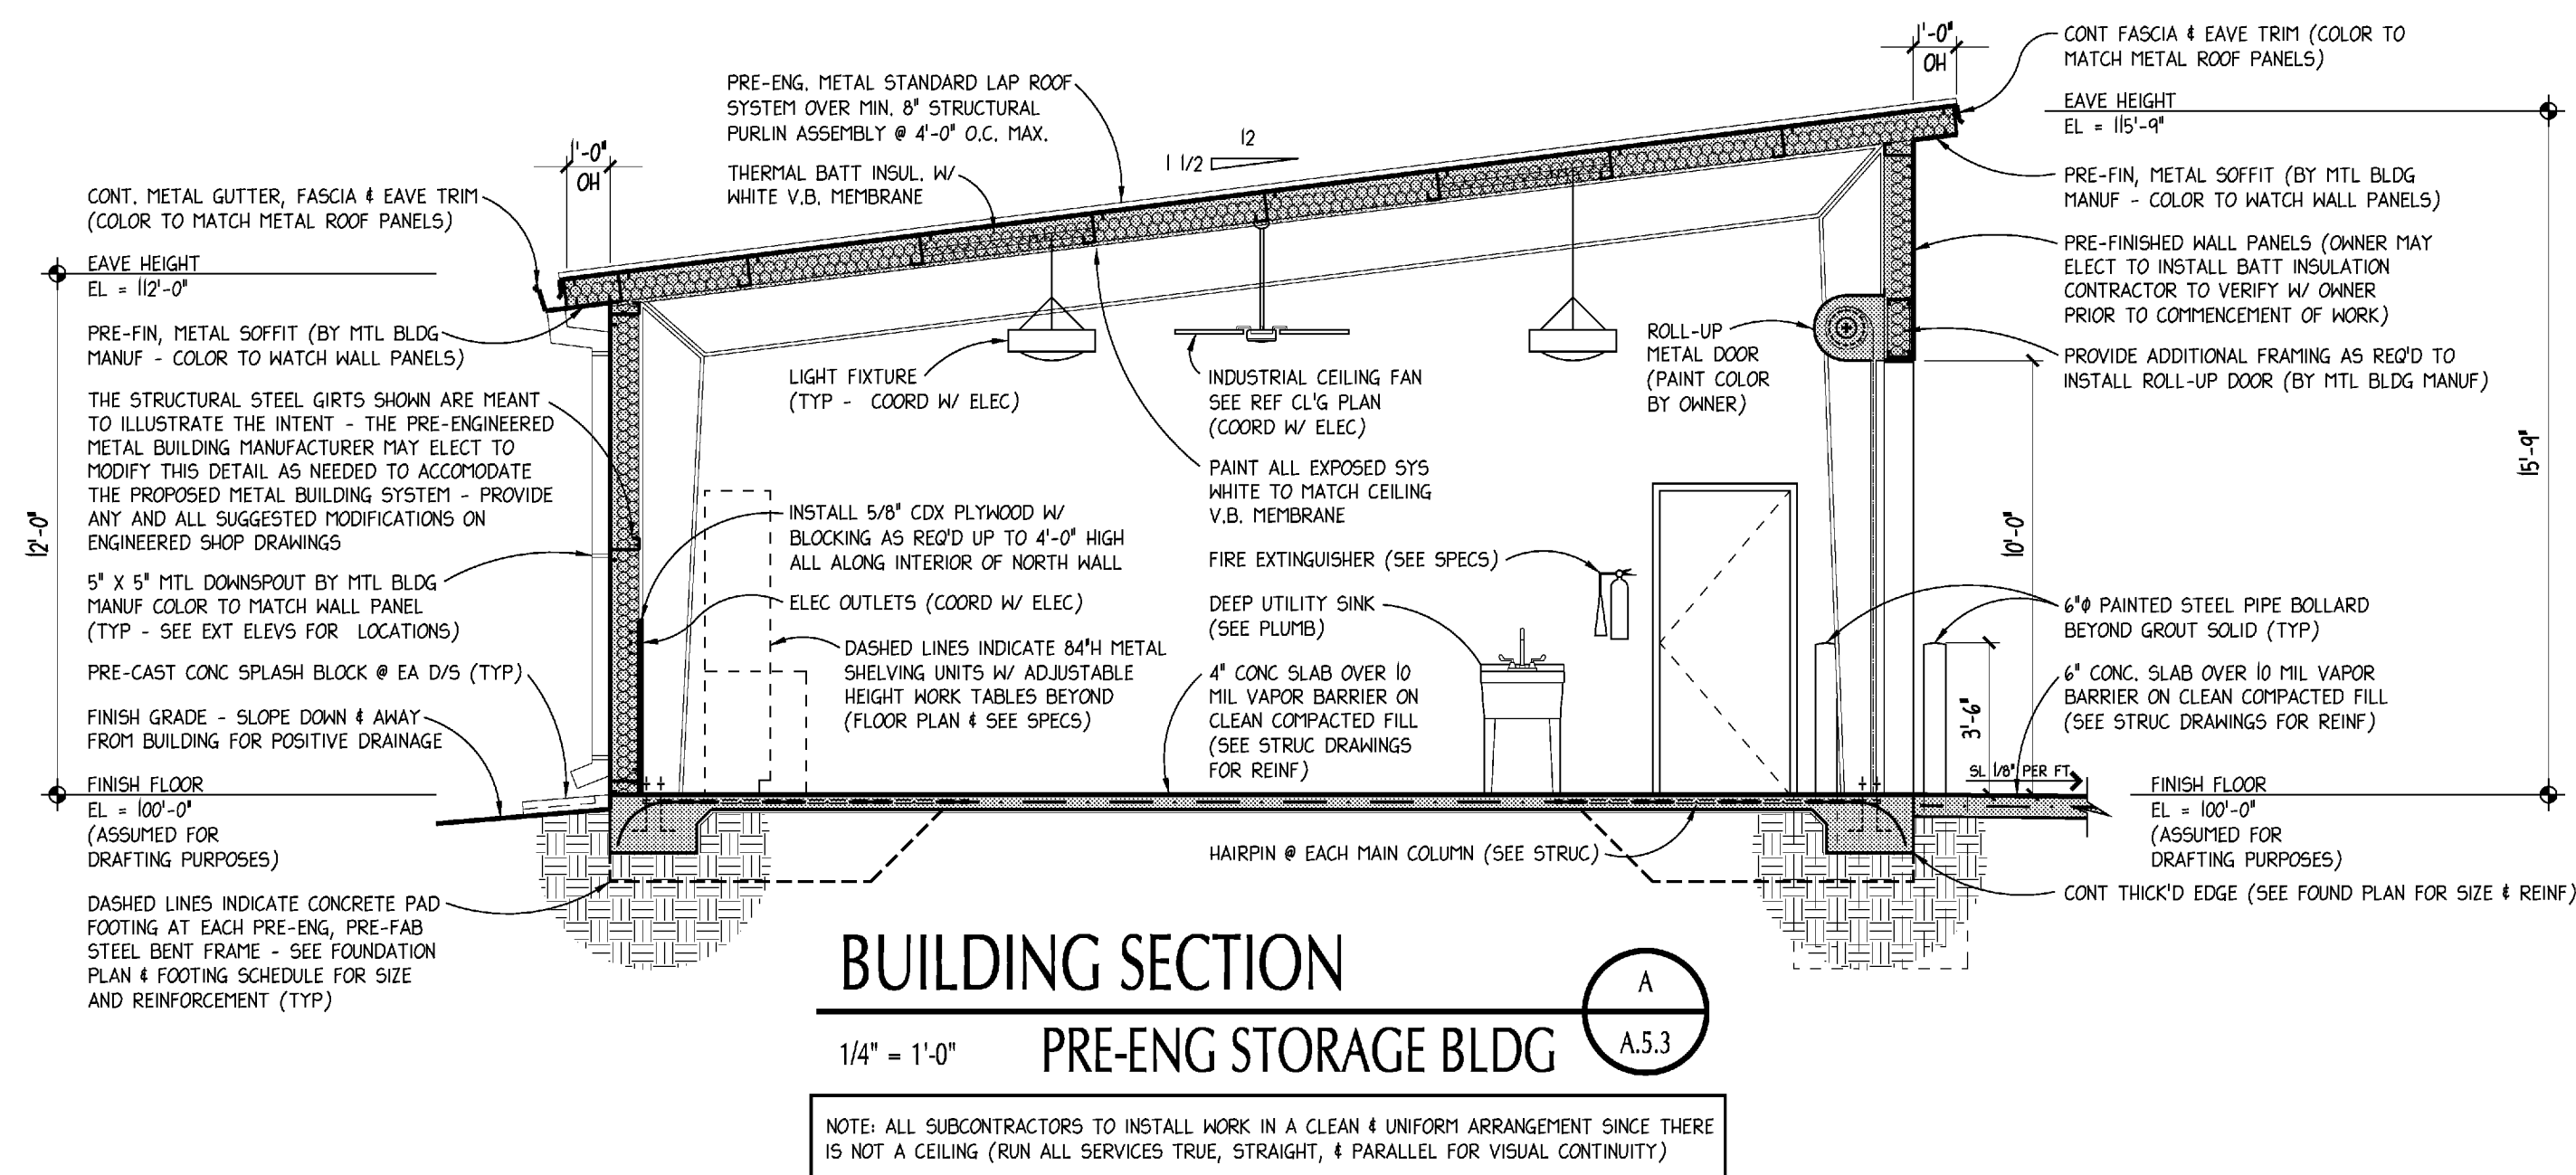 1'-0"
OH
CONT FASCIA & EAVE TRIM (COLOR TO
MATCH METAL ROOF PANELS)
EAVE HEIGHT
EL = 115'-9"
PRE-FIN, METAL SOFFIT (BY MTL BLDG
MANUF - COLOR TO WATCH WALL PANELS)
PRE-FINISHED WALL PANELS (OWNER MAY
ELECT TO INSTALL BATT INSULATION
CONTRACTOR TO VERIFY W/ OWNER
PRIOR TO COMMENCEMENT OF WORK)
PROVIDE ADDITIONAL FRAMING AS REQ'D TO
INSTALL ROLL-UP DOOR (BY MTL BLDG MANUF)
15'-9"
10'-0"
6"ϕ PAINTED STEEL PIPE BOLLARD
BEYOND GROUT SOLID (TYP)
6" CONC. SLAB OVER 10 MIL VAPOR
BARRIER ON CLEAN COMPACTED FILL
(SEE STRUC DRAWINGS FOR REINF)
3'-6"
SL 1/8" PER FT
FINISH FLOOR
EL = 100'-0"
(ASSUMED FOR
DRAFTING PURPOSES)
CONT THICK'D EDGE (SEE FOUND PLAN FOR SIZE & REINF)
PRE-ENG. METAL STANDARD LAP ROOF
SYSTEM OVER MIN. 8" STRUCTURAL
PURLIN ASSEMBLY @ 4'-0" O.C. MAX.
THERMAL BATT INSUL. W/
WHITE V.B. MEMBRANE
12
1 1/2
1'-0"
OH
CONT. METAL GUTTER, FASCIA & EAVE TRIM
(COLOR TO MATCH METAL ROOF PANELS)
EAVE HEIGHT
EL = 112'-0"
PRE-FIN, METAL SOFFIT (BY MTL BLDG
MANUF - COLOR TO WATCH WALL PANELS)
THE STRUCTURAL STEEL GIRTS SHOWN ARE MEANT
TO ILLUSTRATE THE INTENT - THE PRE-ENGINEERED
METAL BUILDING MANUFACTURER MAY ELECT TO
MODIFY THIS DETAIL AS NEEDED TO ACCOMODATE
THE PROPOSED METAL BUILDING SYSTEM - PROVIDE
ANY AND ALL SUGGESTED MODIFICATIONS ON
ENGINEERED SHOP DRAWINGS
12'-0"
5" X 5" MTL DOWNSPOUT BY MTL BLDG
MANUF COLOR TO MATCH WALL PANEL
(TYP - SEE EXT ELEVS FOR LOCATIONS)
PRE-CAST CONC SPLASH BLOCK @ EA D/S (TYP)
FINISH GRADE - SLOPE DOWN & AWAY
FROM BUILDING FOR POSITIVE DRAINAGE
FINISH FLOOR
EL = 100'-0"
(ASSUMED FOR
DRAFTING PURPOSES)
DASHED LINES INDICATE CONCRETE PAD
FOOTING AT EACH PRE-ENG, PRE-FAB
STEEL BENT FRAME - SEE FOUNDATION
PLAN & FOOTING SCHEDULE FOR SIZE
AND REINFORCEMENT (TYP)
LIGHT FIXTURE
(TYP - COORD W/ ELEC)
INSTALL 5/8" CDX PLYWOOD W/
BLOCKING AS REQ'D UP TO 4'-0" HIGH
ALL ALONG INTERIOR OF NORTH WALL
ELEC OUTLETS (COORD W/ ELEC)
DASHED LINES INDICATE 84"H METAL
SHELVING UNITS W/ ADJUSTABLE
HEIGHT WORK TABLES BEYOND
(FLOOR PLAN & SEE SPECS)
INDUSTRIAL CEILING FAN
SEE REF CL'G PLAN
(COORD W/ ELEC)
PAINT ALL EXPOSED SYS
WHITE TO MATCH CEILING
V.B. MEMBRANE
FIRE EXTINGUISHER (SEE SPECS)
DEEP UTILITY SINK
(SEE PLUMB)
4" CONC SLAB OVER 10
MIL VAPOR BARRIER ON
CLEAN COMPACTED FILL
(SEE STRUC DRAWINGS
FOR REINF)
HAIRPIN @ EACH MAIN COLUMN (SEE STRUC)
ROLL-UP
METAL DOOR
(PAINT COLOR
BY OWNER)
BUILDING SECTION
1/4" = 1'-0"
PRE-ENG STORAGE BLDG
A
A.5.3
NOTE: ALL SUBCONTRACTORS TO INSTALL WORK IN A CLEAN & UNIFORM ARRANGEMENT SINCE THERE
IS NOT A CEILING (RUN ALL SERVICES TRUE, STRAIGHT, & PARALLEL FOR VISUAL CONTINUITY)